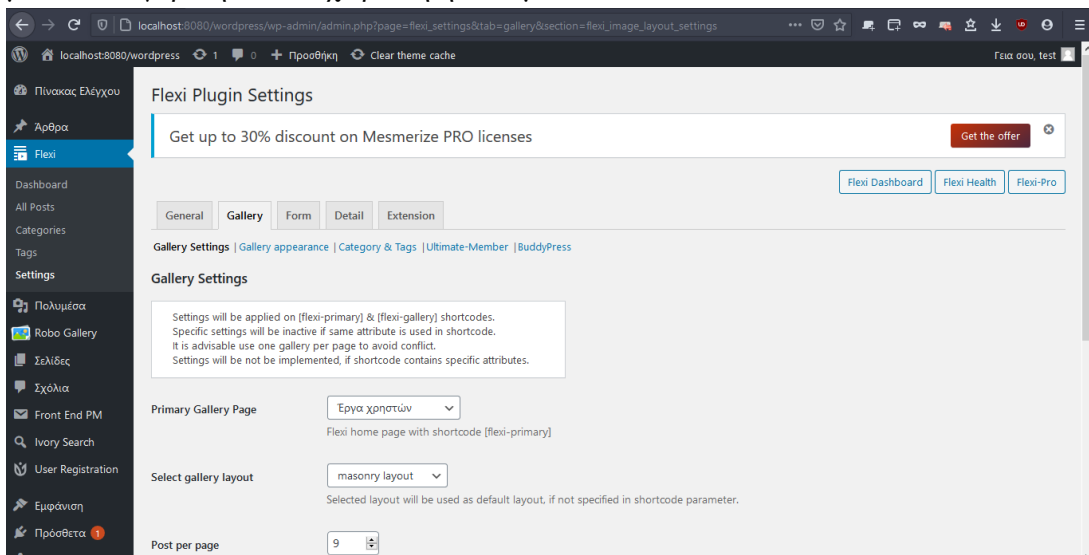 localhost:8080/wordpress/wp-admin/admin.php?page=flexi_settings&tab=gallery&section=flexi_image_layout_settings
localhost:8080/wordpress 1 0 + Προσθήκη Clear theme cache Γεια σου, test
Πίνακας Ελέγχου
Άρθρα
Flexi
Dashboard
All Posts
Categories
Tags
Settings
Πολυμέσα
Robo Gallery
Σελίδες
Σχόλια
Front End PM
Ivory Search
User Registration
Εμφάνιση
Πρόσθετα 1
Flexi Plugin Settings
Get up to 30% discount on Mesmerize PRO licenses Get the offer
Flexi Dashboard Flexi Health Flexi-Pro
General Gallery Form Detail Extension
Gallery Settings | Gallery appearance | Category & Tags | Ultimate-Member | BuddyPress
Gallery Settings
Settings will be applied on [flexi-primary] & [flexi-gallery] shortcodes.
Specific settings will be inactive if same attribute is used in shortcode.
It is advisable use one gallery per page to avoid conflict.
Settings will be not be implemented, if shortcode contains specific attributes.
Primary Gallery Page Έργα χρηστών
Flexi home page with shortcode [flexi-primary]
Select gallery layout masonry layout
Selected layout will be used as default layout, if not specified in shortcode parameter.
Post per page 9